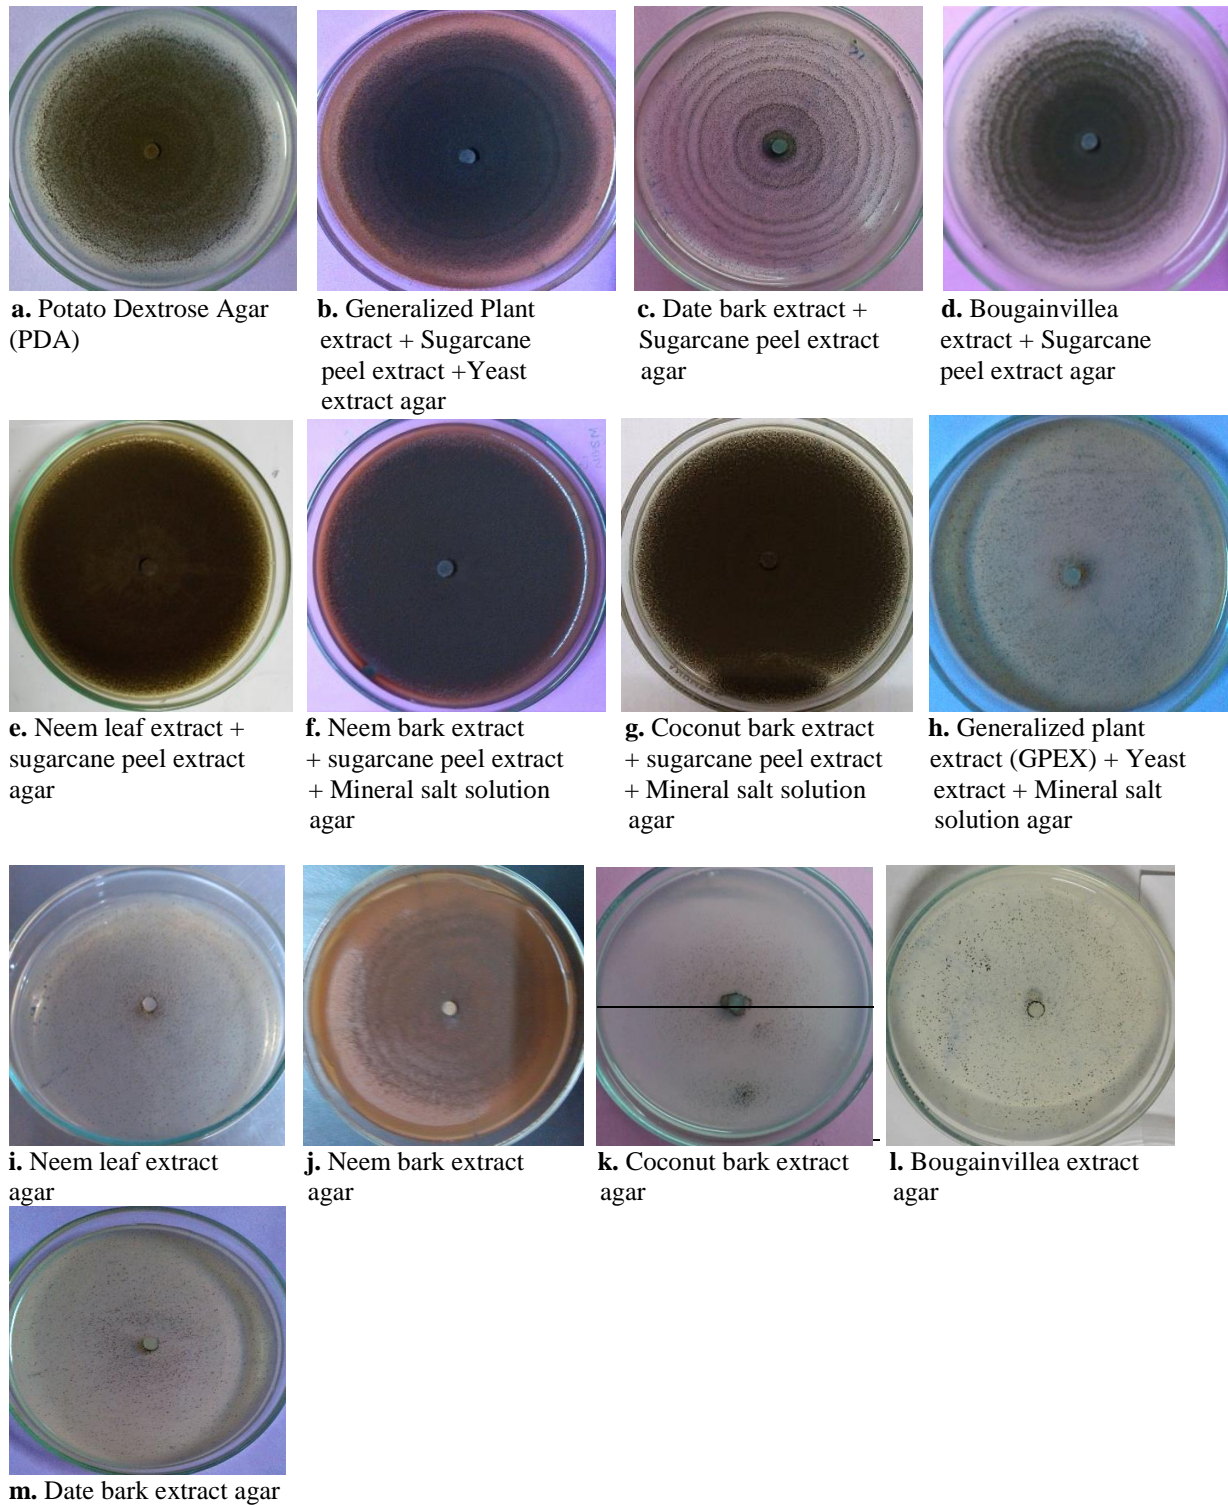 a. Potato Dextrose Agar
(PDA)
b. Generalized Plant
extract + Sugarcane
peel extract +Yeast
extract agar
c. Date bark extract +
Sugarcane peel extract
agar
d. Bougainvillea
extract + Sugarcane
peel extract agar
e. Neem leaf extract +
sugarcane peel extract
agar
f. Neem bark extract
+ sugarcane peel extract
+ Mineral salt solution
agar
g. Coconut bark extract
+ sugarcane peel extract
+ Mineral salt solution
agar
h. Generalized plant
extract (GPEX) + Yeast
extract + Mineral salt
solution agar
i. Neem leaf extract
agar
j. Neem bark extract
agar
k. Coconut bark extract
agar
l. Bougainvillea extract
agar
m. Date bark extract agar